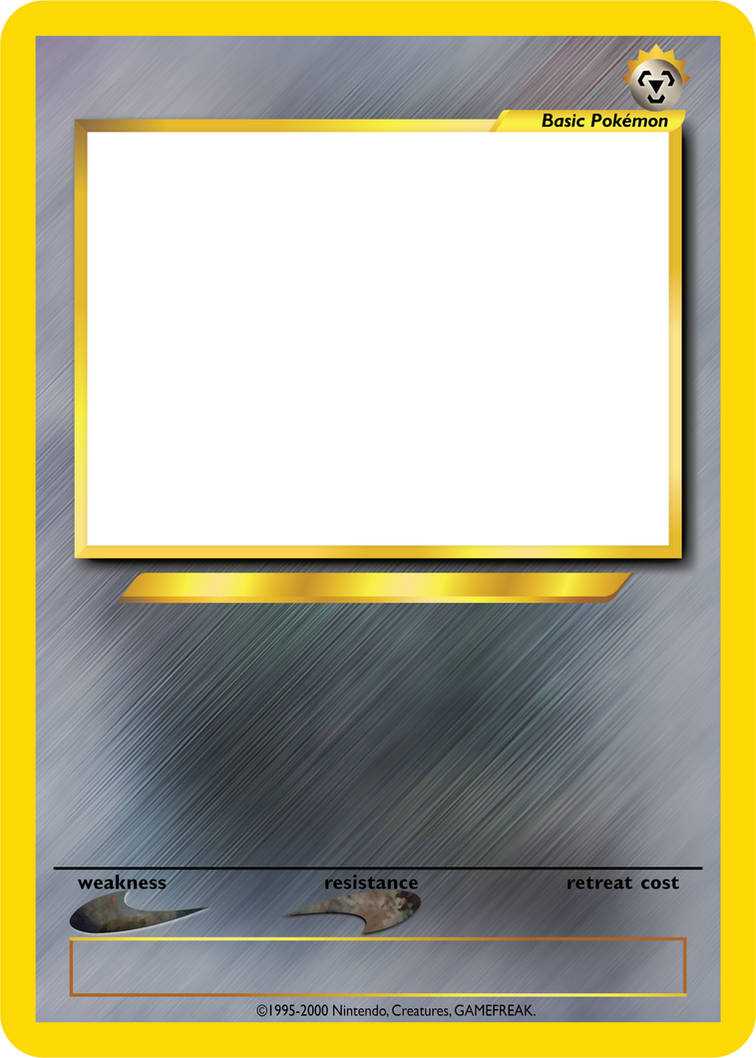 Basic Pokémon
weakness resistance retreat cost
©1995-2000 Nintendo, Creatures, GAMEFREAK.